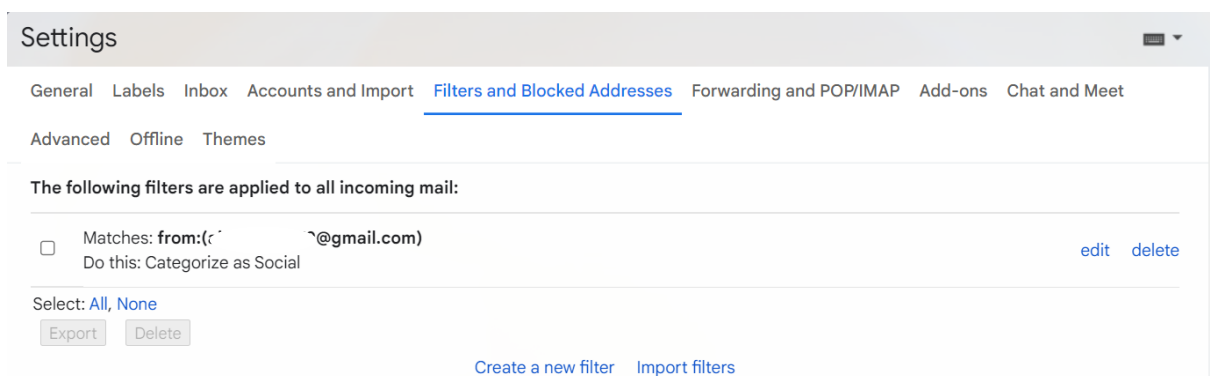 Settings
General Labels Inbox Accounts and Import Filters and Blocked Addresses Forwarding and POP/IMAP Add-ons Chat and Meet
Advanced Offline Themes
The following filters are applied to all incoming mail:
Matches: from:( @gmail.com)
Do this: Categorize as Social
edit delete
Select: All, None
Export Delete
Create a new filter Import filters